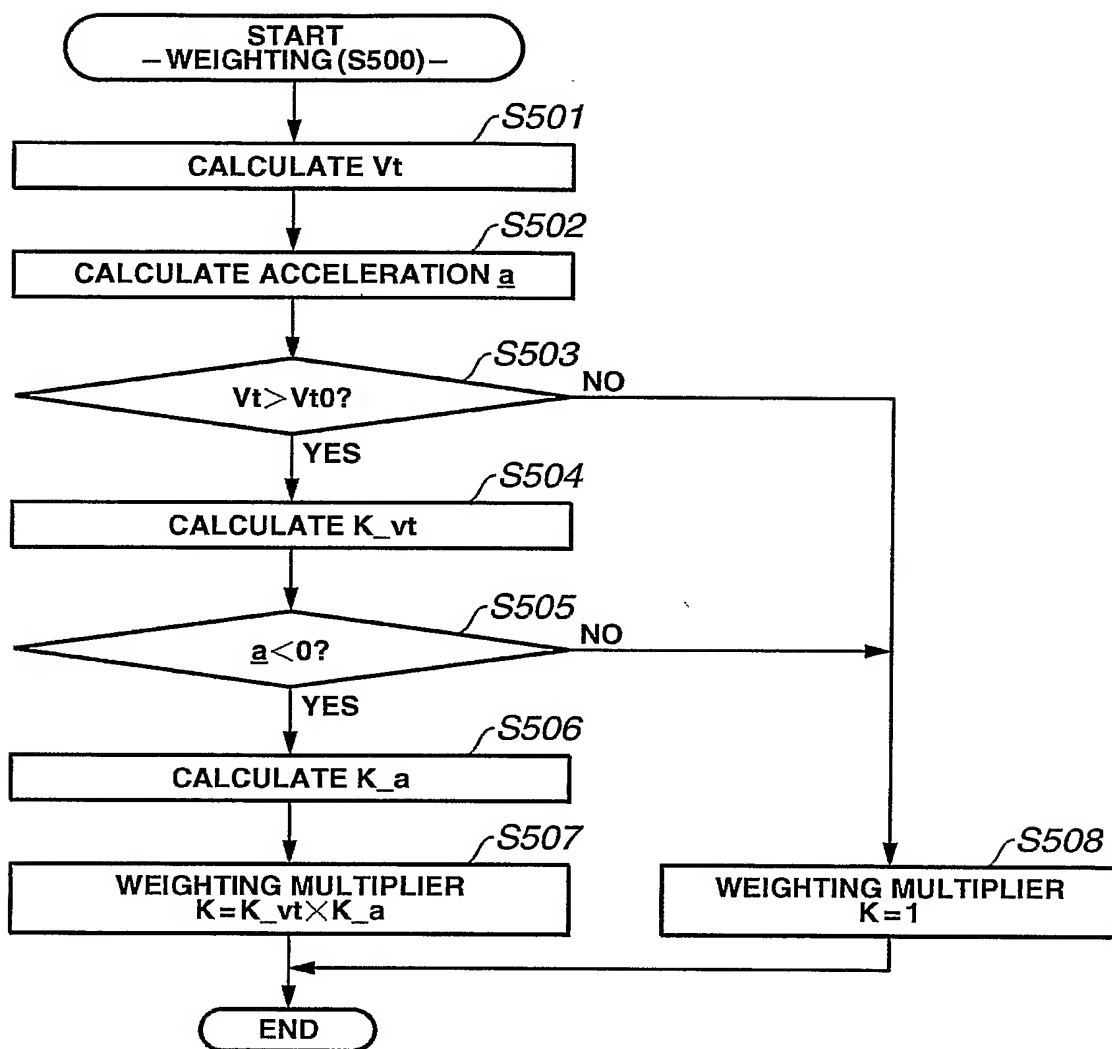 START
–WEIGHTING(S500)–
S501
CALCULATE Vt
S502
CALCULATE ACCELERATION a
S503
Vt>Vt0?
NO
YES
S504
CALCULATE K_vt
S505
a<0?
NO
YES
S506
CALCULATE K_a
S507
WEIGHTING MULTIPLIER
K=K_vt×K_a
S508
WEIGHTING MULTIPLIER
K=1
END